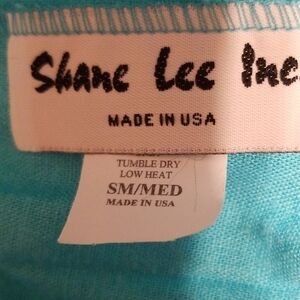 Shane Lee Inc
MADE IN USA
TUMBLE DRY
LOW HEAT
SM/MED
MADE IN USA